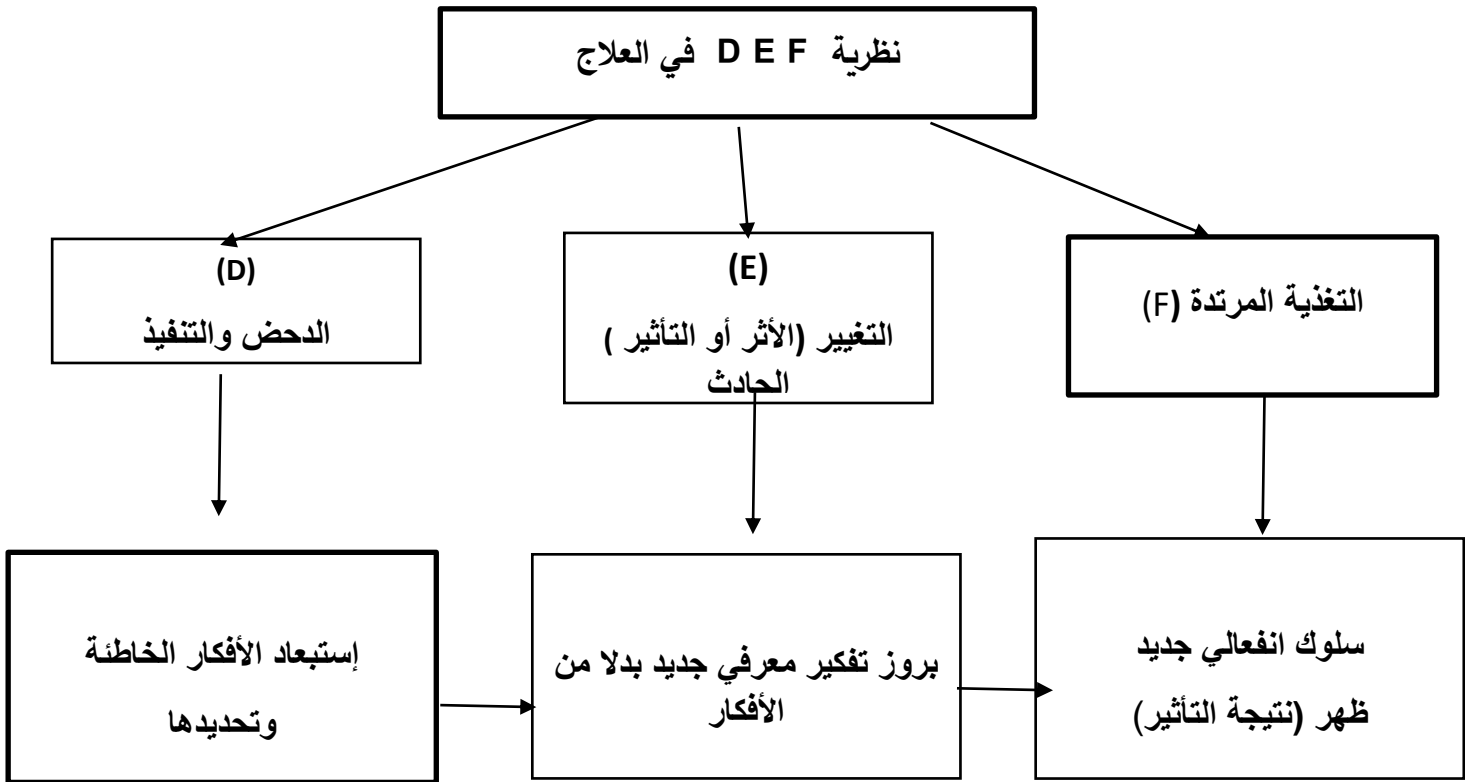 نظرية D E F في العلاج
(D)
الدحض والتنفيذ
(E)
التغيير (الأثر أو التأثير )
الحادث
التغذية المرتدة (F)
إستبعاد الأفكار الخاطئة
وتحديدها
بروز تفكير معرفي جديد بدلا من
الأفكار
سلوك انفعالي جديد
ظهر (نتيجة التأثير)